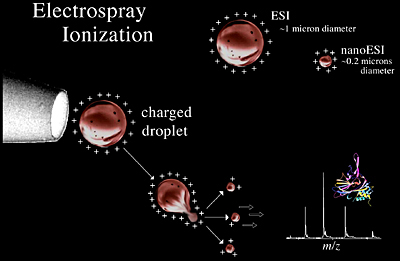 Electrospray
Ionization
ESI
~1 micron diameter
nanoESI
~0.2 microns
diameter
charged
droplet
m/z